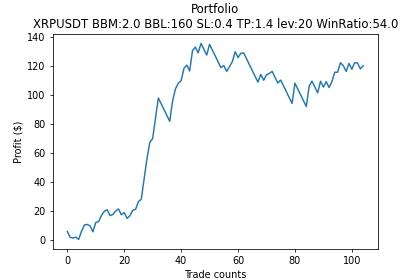 Portfolio
XRPUSDT BBM:2.0 BBL:160 SL:0.4 TP:1.4 lev:20 WinRatio:54.0
140
120
100
80
60
40
20
0
Profit ($)
0 20 40 60 80 100
Trade counts